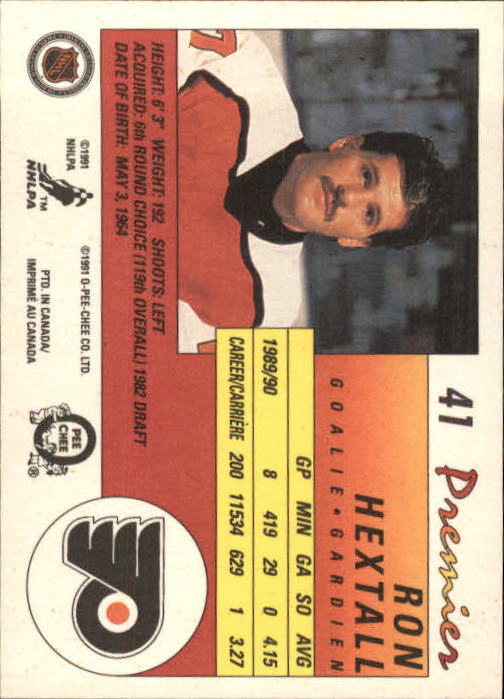 41 Premier
RON
HEXTALL
GOALIE • GARDIEN
GP MIN GA SO AVG
1989/90 8 419 29 0 4.15
CAREER/CARRIÈRE 200 11534 629 1 3.27
HEIGHT: 6' 3" WEIGHT: 192 SHOOTS: LEFT
ACQUIRED: 6th ROUND CHOICE (119th OVERALL) 1982 DRAFT
DATE OF BIRTH: MAY 3, 1964
NHL
©1991
NHLPA
™
NHLPA
©1991 O-PEE-CHEE CO. LTD.
PTD. IN CANADA/
IMPRIMÉ AU CANADA
O PEE
CHEE
®